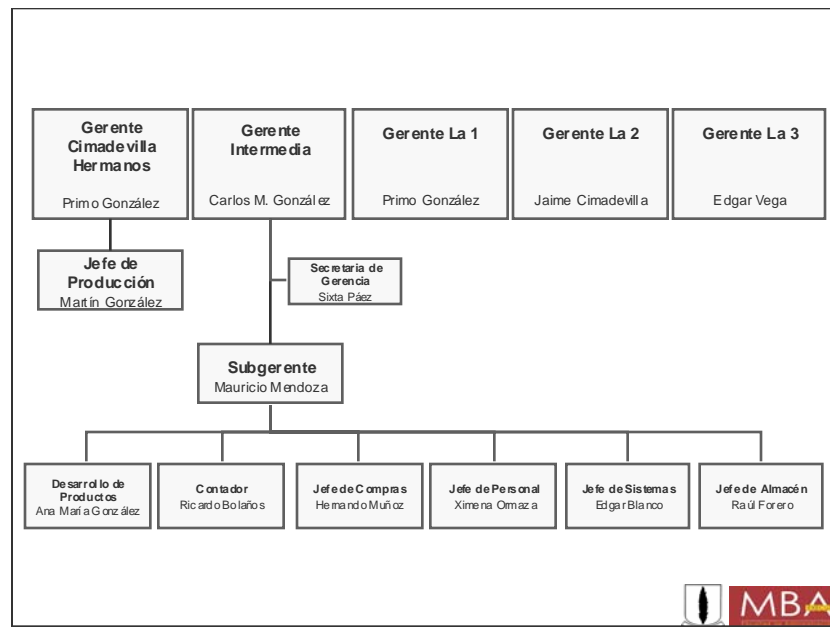 Gerente
Cimadevilla
Hermanos
Primo González
Gerente
Intermedia
Carlos M. González
Gerente La 1
Primo González
Gerente La 2
Jaime Cimadevilla
Gerente La 3
Edgar Vega
Jefe de
Producción
Martín González
Secretaria de
Gerencia
Sixta Páez
Subgerente
Mauricio Mendoza
Desarrollo de
Productos
Ana María González
Contador
Ricardo Bolaños
Jefe de Compras
Hernando Muñoz
Jefe de Personal
Ximena Ormaza
Jefe de Sistemas
Edgar Blanco
Jefe de Almacén
Raúl Forero
MBA